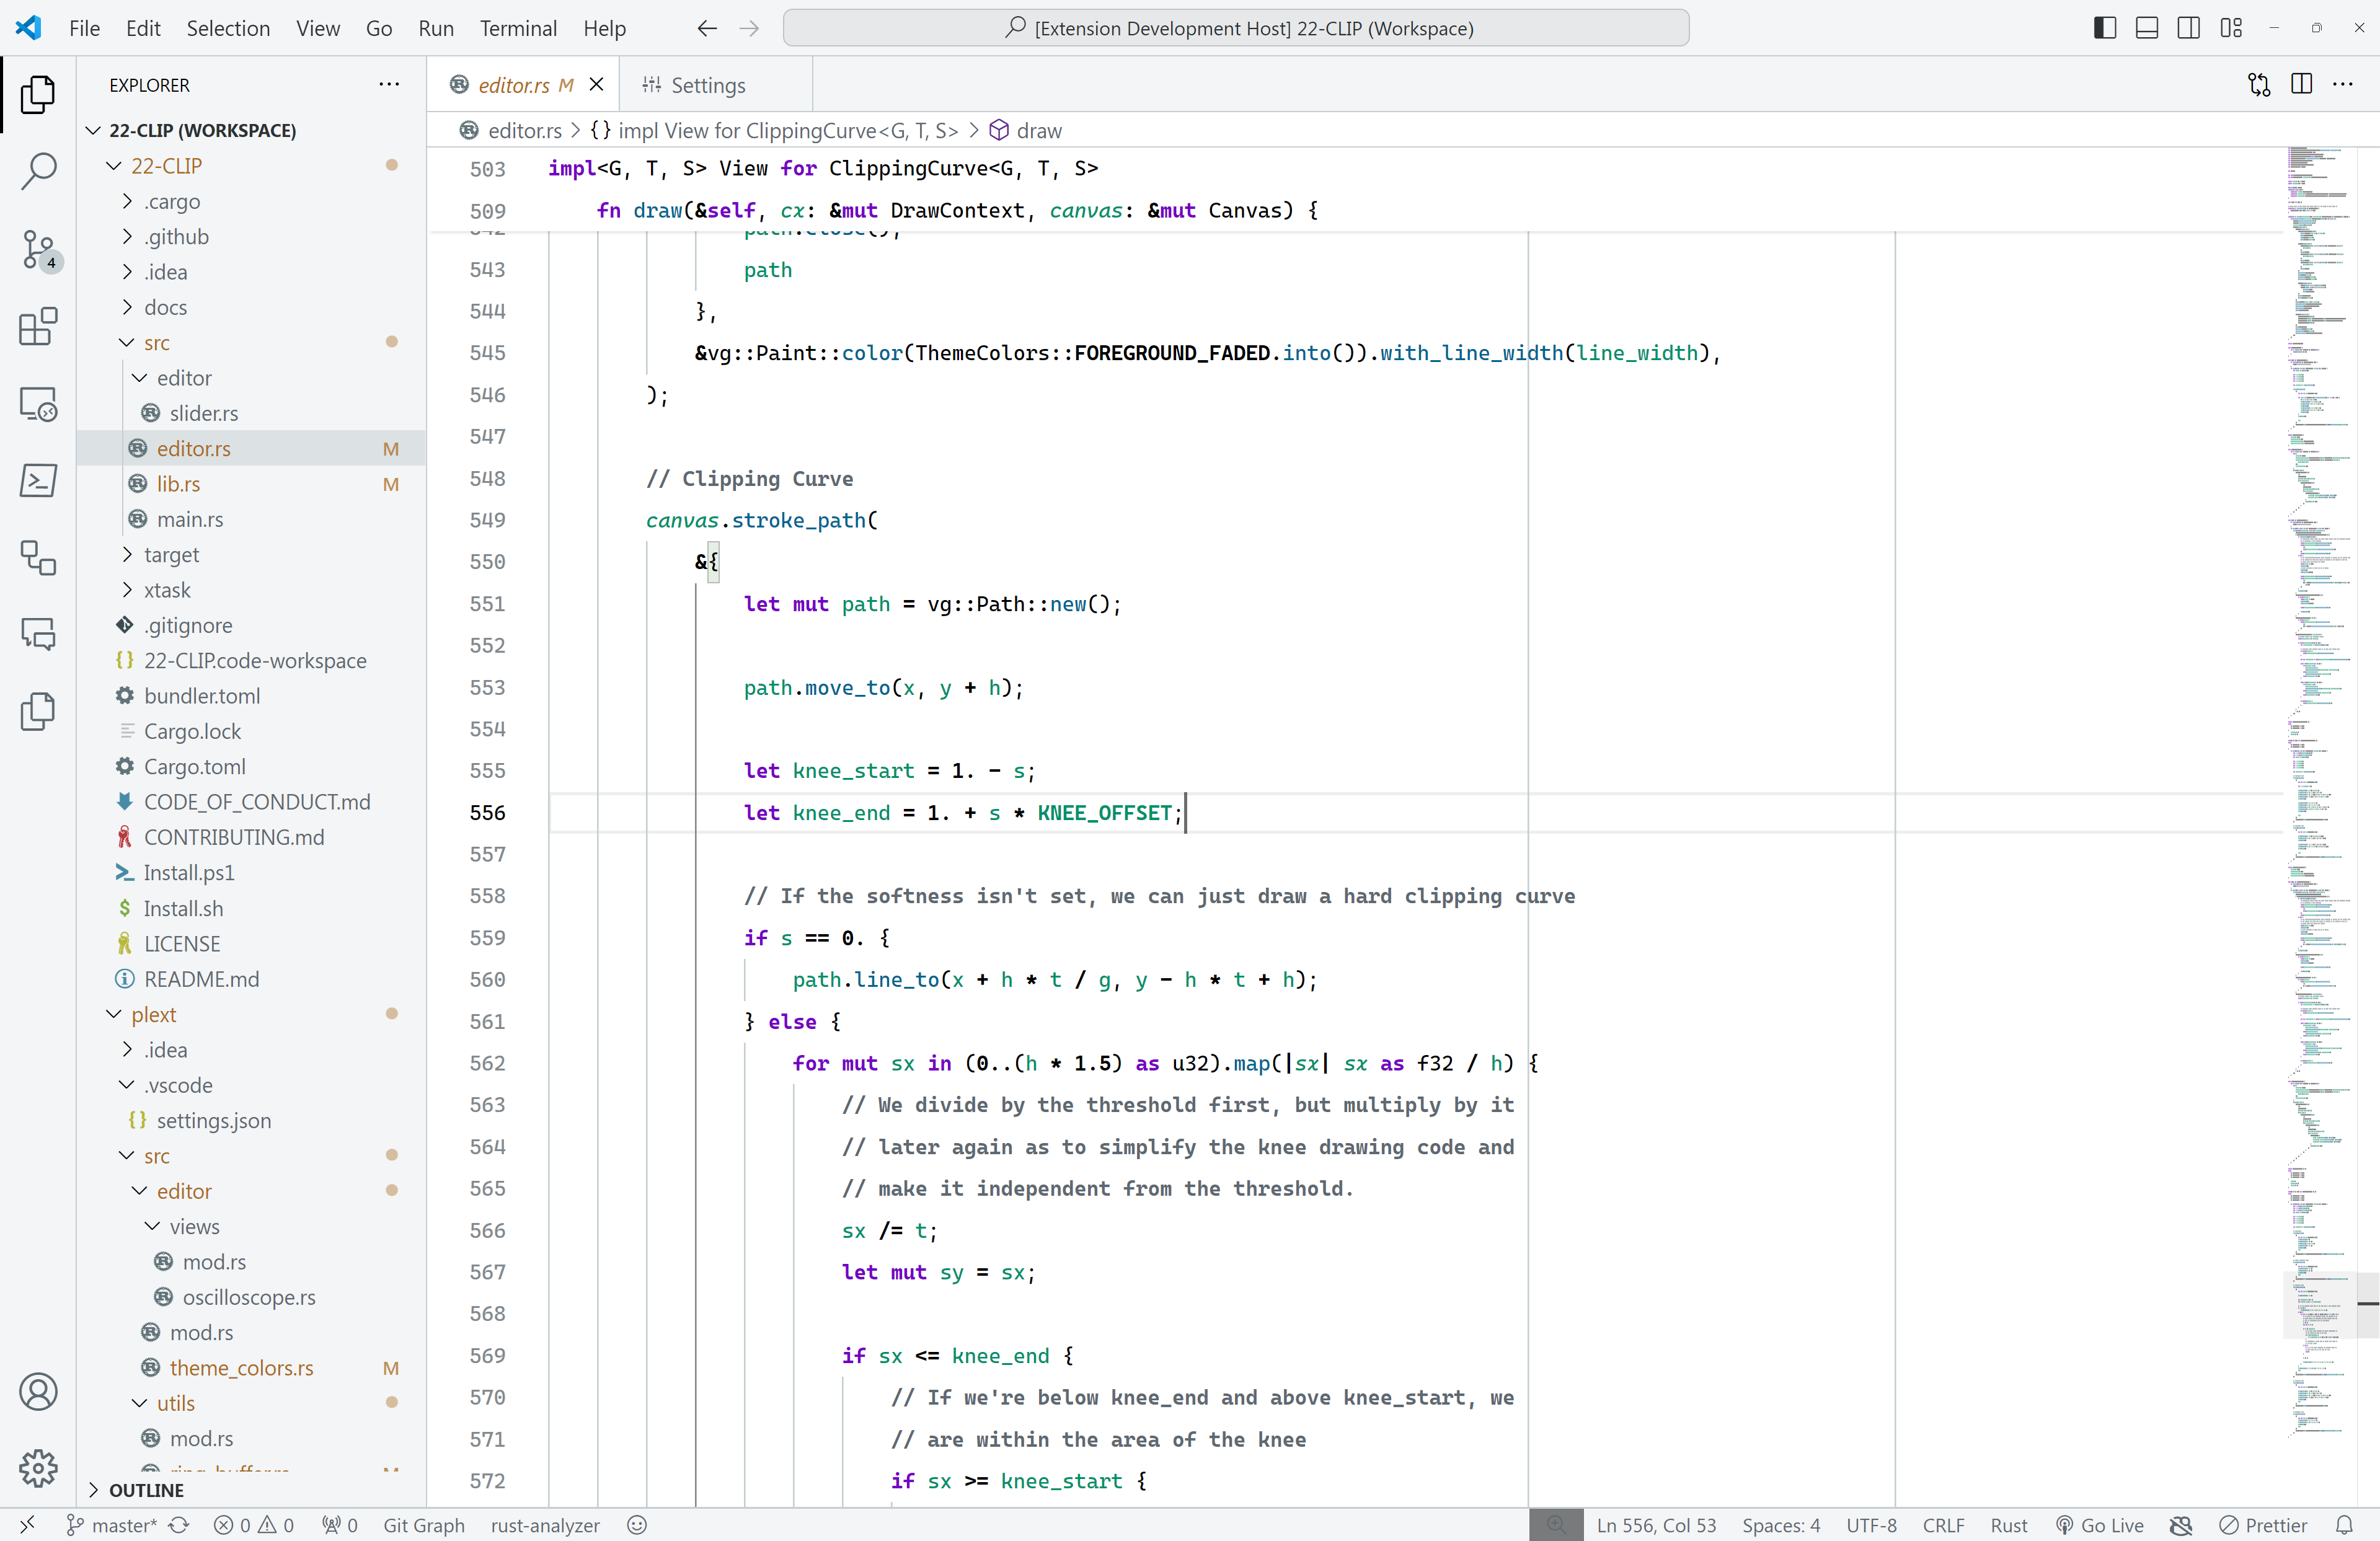 File Edit Selection View Go Run Terminal Help
[Extension Development Host] 22-CLIP (Workspace)
EXPLORER
22-CLIP (WORKSPACE)
22-CLIP
.cargo
.github
.idea
docs
src
editor
slider.rs
editor.rs M
lib.rs M
main.rs
target
xtask
.gitignore
22-CLIP.code-workspace
bundler.toml
Cargo.lock
Cargo.toml
CODE_OF_CONDUCT.md
CONTRIBUTING.md
Install.ps1
Install.sh
LICENSE
README.md
plext
.idea
.vscode
settings.json
src
editor
views
mod.rs
oscilloscope.rs
mod.rs
theme_colors.rs M
utils
mod.rs
ring_buffer.rs M
OUTLINE
4
editor.rs M Settings
editor.rs > {} impl View for ClippingCurve<G, T, S> > draw
503 impl<G, T, S> View for ClippingCurve<G, T, S>
509 fn draw(&self, cx: &mut DrawContext, canvas: &mut Canvas) {
542 path.close();
543 path
544 },
545 &vg::Paint::color(ThemeColors::FOREGROUND_FADED.into()).with_line_width(line_width),
546 );
547
548 // Clipping Curve
549 canvas.stroke_path(
550 &{
551 let mut path = vg::Path::new();
552
553 path.move_to(x, y + h);
554
555 let knee_start = 1. - s;
556 let knee_end = 1. + s * KNEE_OFFSET;
557
558 // If the softness isn't set, we can just draw a hard clipping curve
559 if s == 0. {
560 path.line_to(x + h * t / g, y - h * t + h);
561 } else {
562 for mut sx in (0..(h * 1.5) as u32).map(|sx| sx as f32 / h) {
563 // We divide by the threshold first, but multiply by it
564 // later again as to simplify the knee drawing code and
565 // make it independent from the threshold.
566 sx /= t;
567 let mut sy = sx;
568
569 if sx <= knee_end {
570 // If we're below knee_end and above knee_start, we
571 // are within the area of the knee
572 if sx >= knee_start {
master* 0 0 0 Git Graph rust-analyzer Ln 556, Col 53 Spaces: 4 UTF-8 CRLF Rust Go Live Prettier